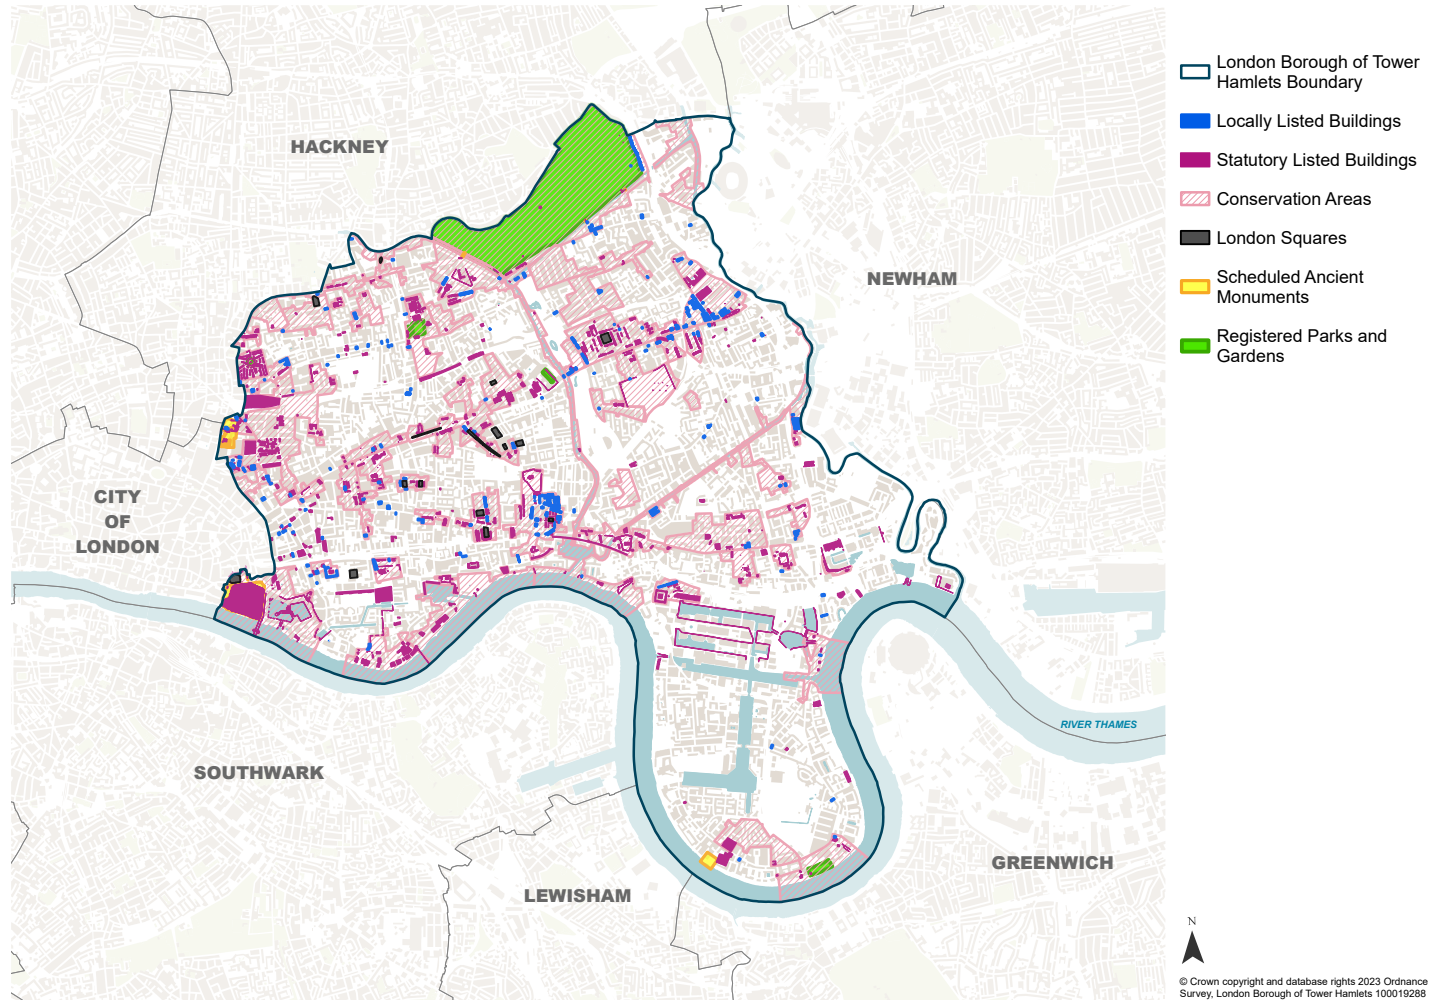 HACKNEY
NEWHAM
CITY
OF
LONDON
SOUTHWARK
LEWISHAM
GREENWICH
RIVER THAMES
London Borough of Tower
Hamlets Boundary
Locally Listed Buildings
Statutory Listed Buildings
Conservation Areas
London Squares
Scheduled Ancient
Monuments
Registered Parks and
Gardens
N
© Crown copyright and database rights 2023 Ordnance
Survey, London Borough of Tower Hamlets 100019288